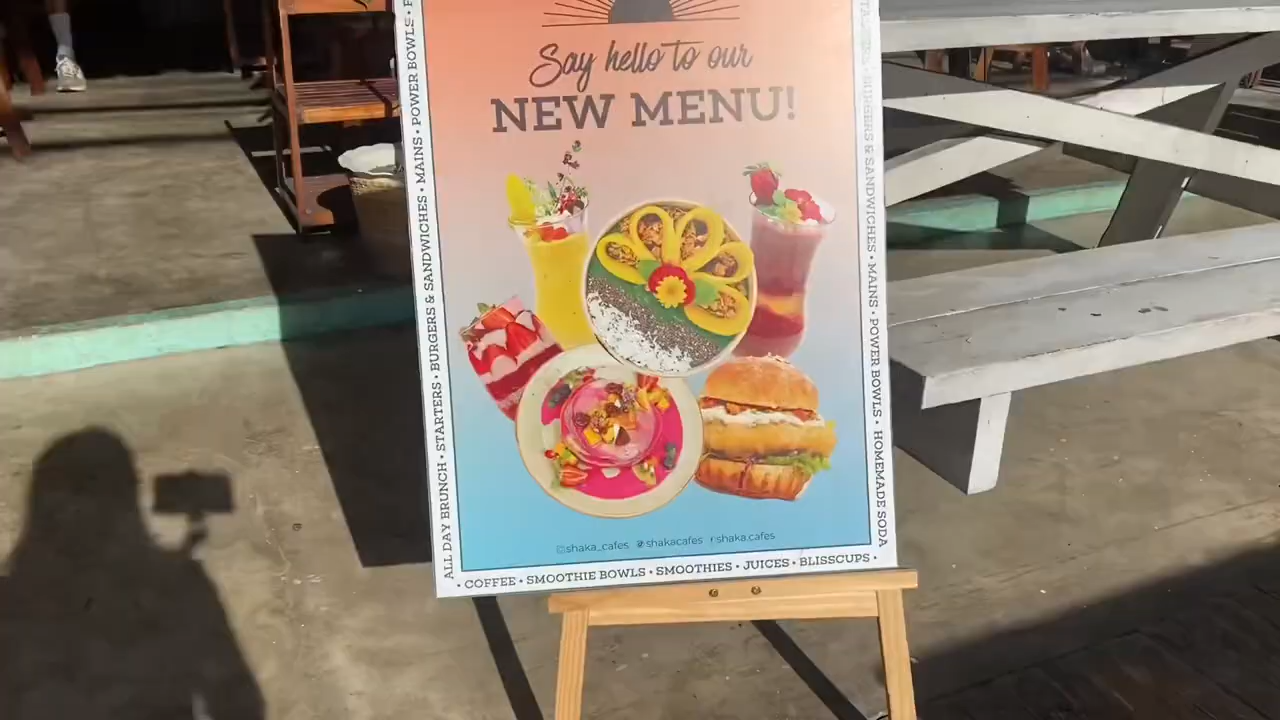 Say hello to our
NEW MENU!
ALL DAY BRUNCH • STARTERS • BURGERS & SANDWICHES • MAINS • POWER BOWLS •
BURGERS & SANDWICHES • MAINS • POWER BOWLS • HOMEMADE SODA
shaka_cafes shakacafes shaka.cafes
• COFFEE • SMOOTHIE BOWLS • SMOOTHIES • JUICES • BLISSCUPS •